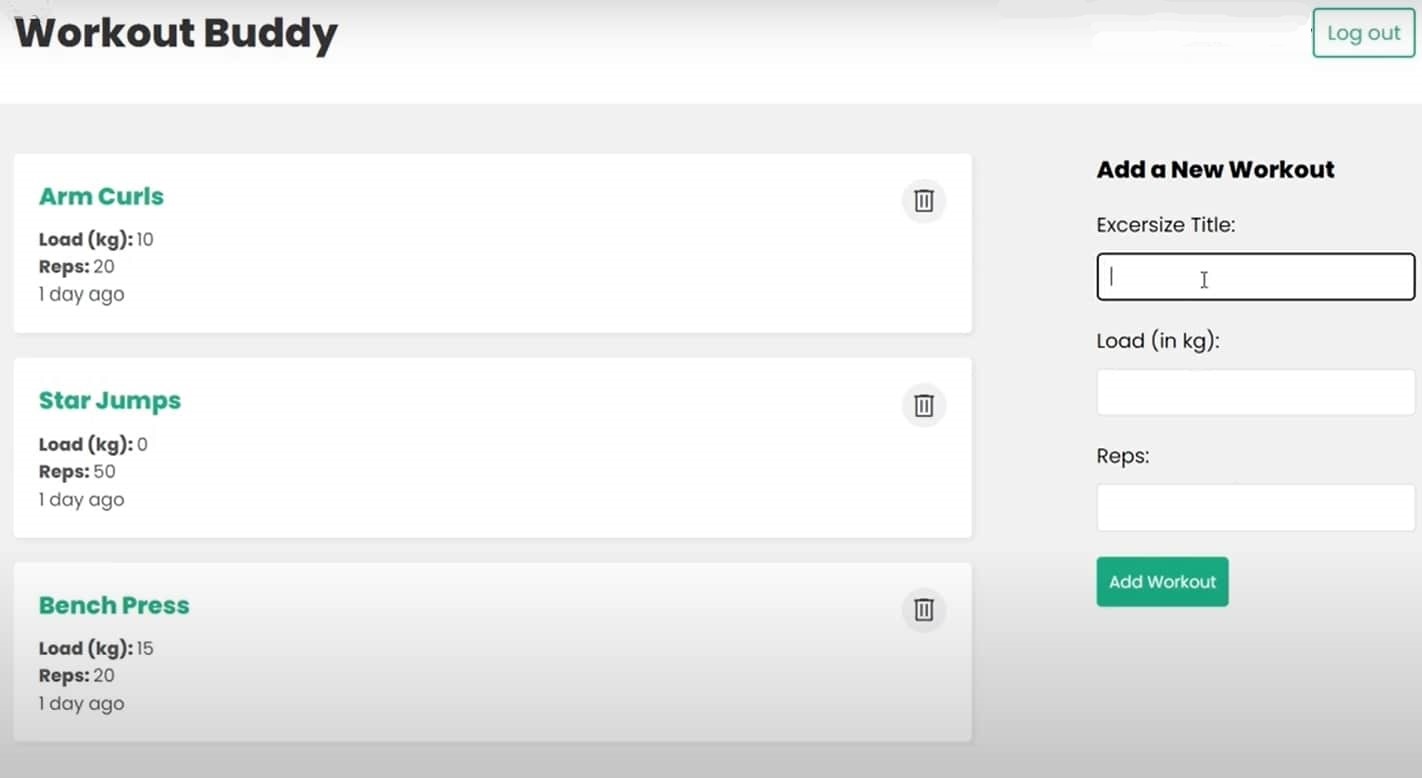 Workout Buddy
Log out
Arm Curls
Load (kg): 10
Reps: 20
1 day ago
Star Jumps
Load (kg): 0
Reps: 50
1 day ago
Bench Press
Load (kg): 15
Reps: 20
1 day ago
Add a New Workout
Excersize Title:
Load (in kg):
Reps:
Add Workout